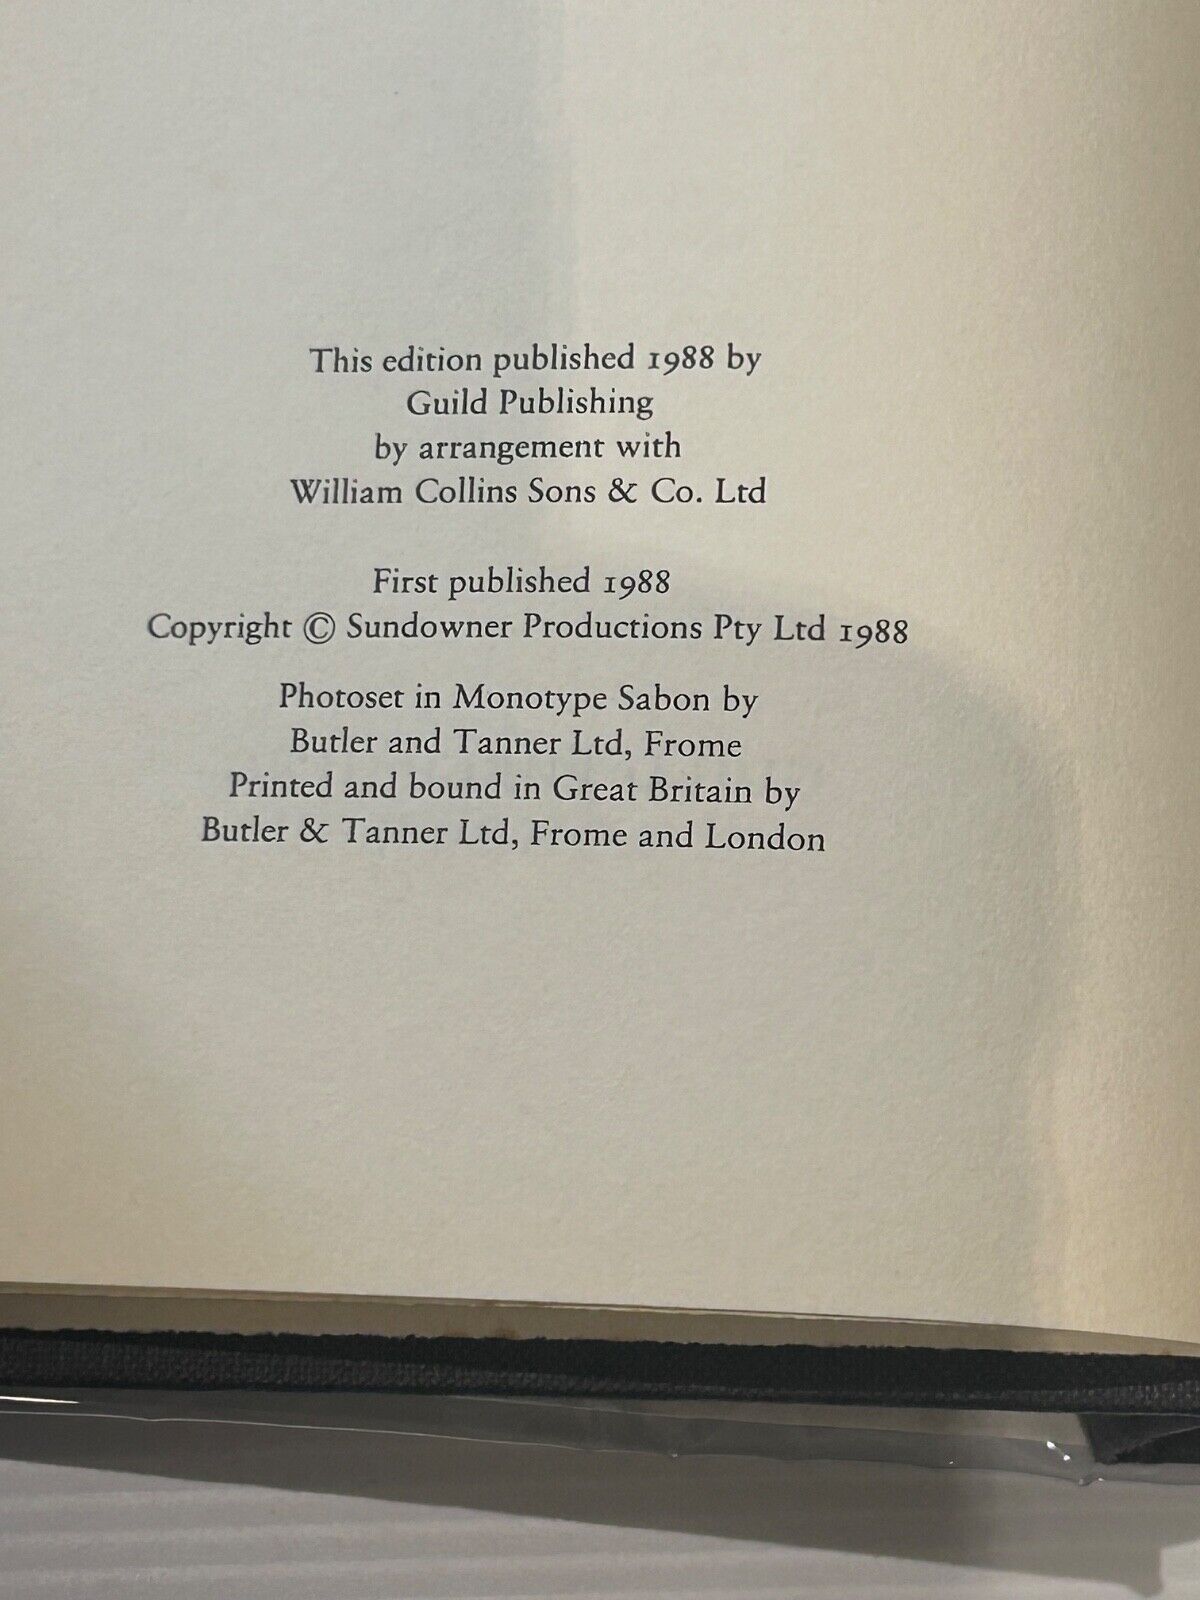 This edition published 1988 by
Guild Publishing
by arrangement with
William Collins Sons & Co. Ltd
First published 1988
Copyright © Sundowner Productions Pty Ltd 1988
Photoset in Monotype Sabon by
Butler and Tanner Ltd, Frome
Printed and bound in Great Britain by
Butler & Tanner Ltd, Frome and London